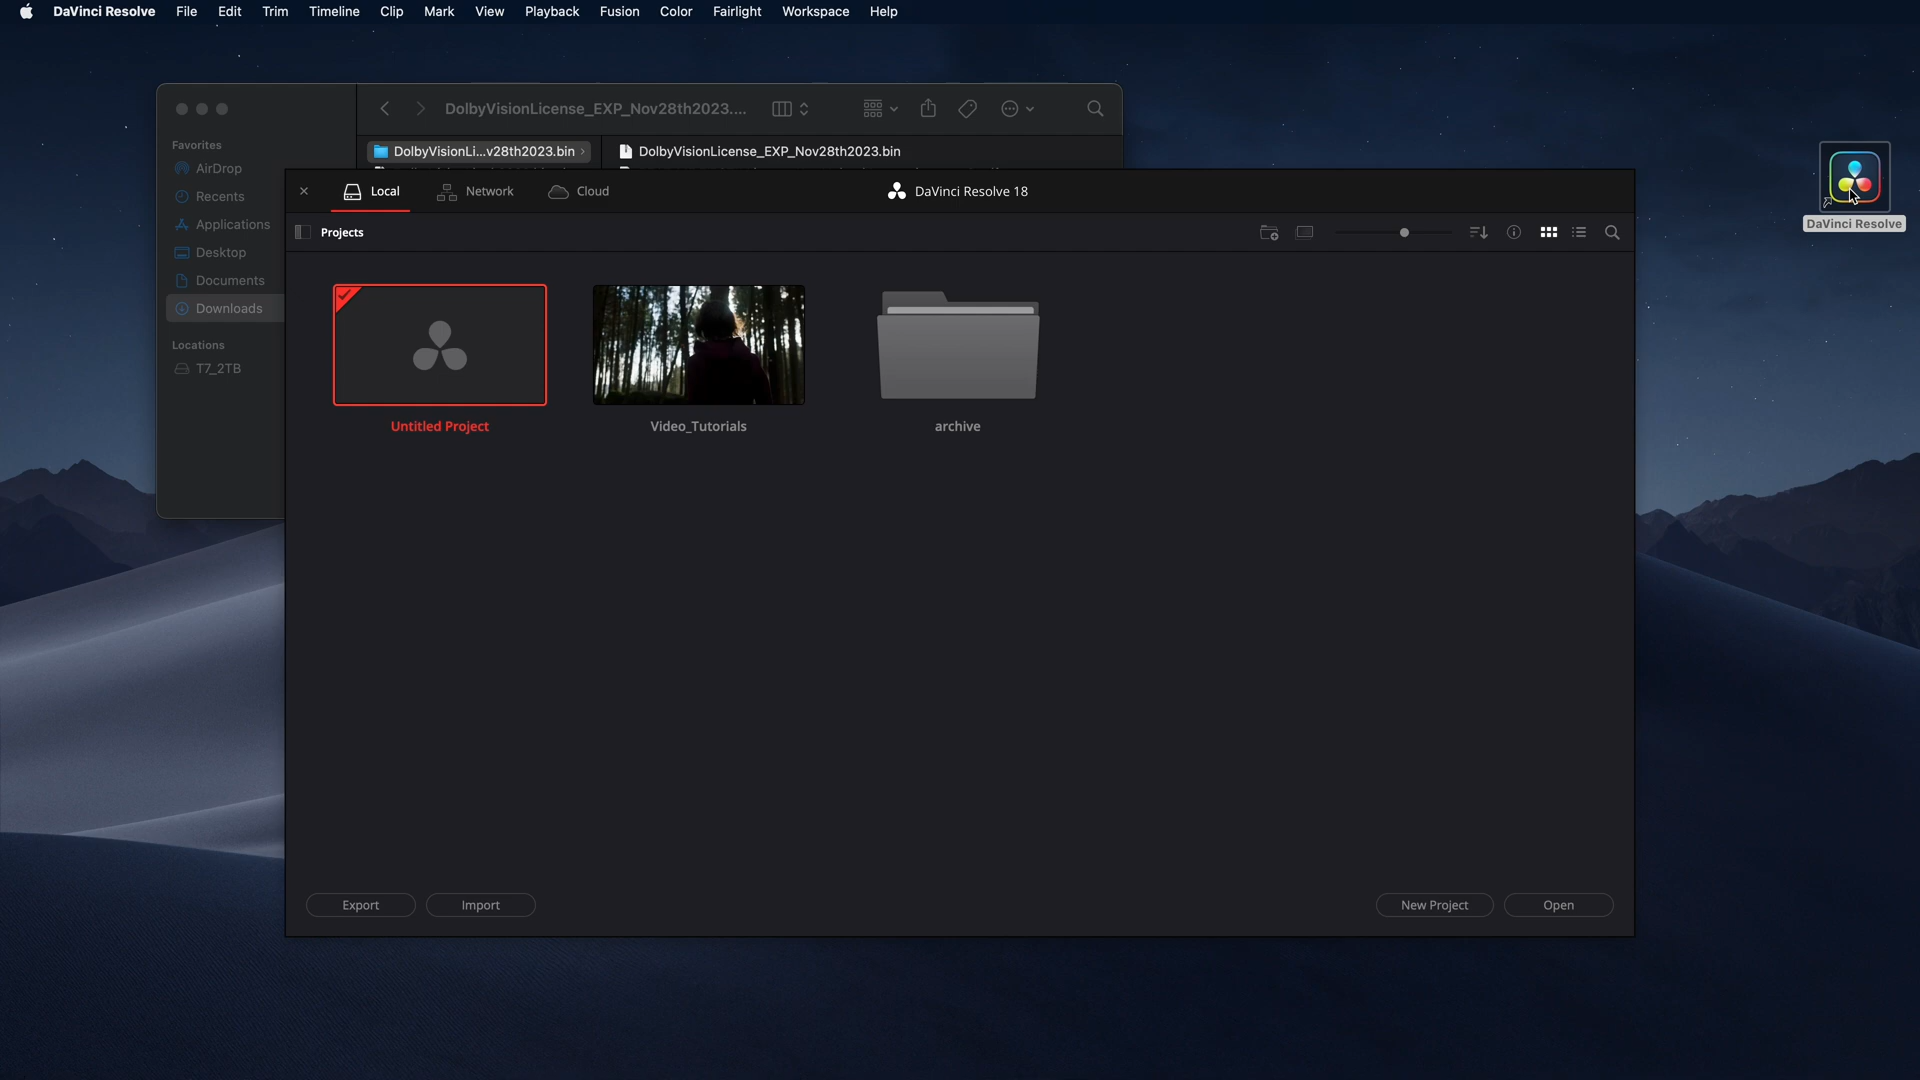 DaVinci Resolve File Edit Trim Timeline Clip Mark View Playback Fusion Color Fairlight Workspace Help
DolbyVisionLicense_EXP_Nov28th2023....
Favorites
AirDrop
Recents
Applications
Desktop
Documents
Downloads
Locations
T7_2TB
DolbyVisionLi...v28th2023.bin
DolbyVisionLicense_EXP_Nov28th2023.bin
Local Network Cloud
DaVinci Resolve 18
Projects
Untitled Project
Video_Tutorials
archive
Export Import
New Project Open
DaVinci Resolve